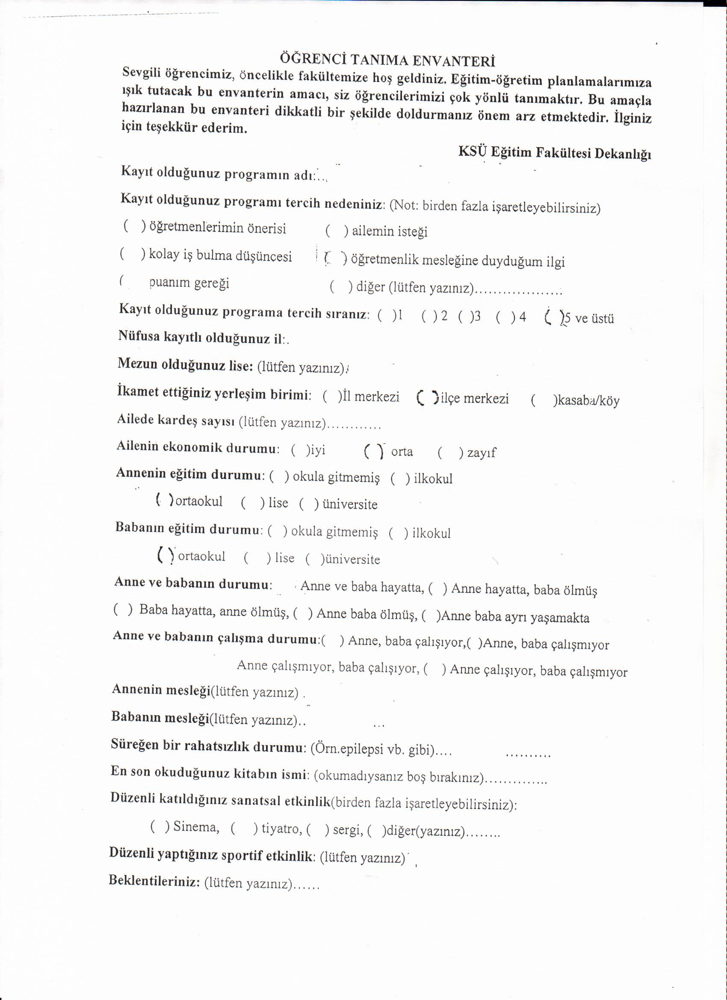 ÖĞRENCİ TANIMA ENVANTERİ
Sevgili öğrencimiz, öncelikle fakültemize hoş geldiniz. Eğitim-öğretim planlamalarımıza
ışık tutacak bu envanterin amacı, siz öğrencilerimizi çok yönlü tanımaktır. Bu amaçla
hazırlanan bu envanteri dikkatli bir şekilde doldurmanız önem arz etmektedir. İlginiz
için teşekkür ederim.
KSÜ Eğitim Fakültesi Dekanlığı
Kayıt olduğunuz programın adı:...
Kayıt olduğunuz programı tercih nedeniniz: (Not: birden fazla işaretleyebilirsiniz)
( ) öğretmenlerimin önerisi ( ) ailemin isteği
( ) kolay iş bulma düşüncesi ( ) öğretmenlik mesleğine duyduğum ilgi
( puanım gereği ( ) diğer (lütfen yazınız)...................
Kayıt olduğunuz programa tercih sıranız: ( )1 ( ) 2 ( )3 ( ) 4 ( )5 ve üstü
Nüfusa kayıtlı olduğunuz il:.
Mezun olduğunuz lise: (lütfen yazınız).
İkamet ettiğiniz yerleşim birimi: ( )İl merkezi ( )ilçe merkezi ( )kasaba/köy
Ailede kardeş sayısı (lütfen yazınız)............
Ailenin ekonomik durumu: ( )iyi ( ) orta ( ) zayıf
Annenin eğitim durumu: ( ) okula gitmemiş ( ) ilkokul
( )ortaokul ( ) lise ( ) üniversite
Babanın eğitim durumu: ( ) okula gitmemiş ( ) ilkokul
( ) ortaokul ( ) lise ( )üniversite
Anne ve babanın durumu: Anne ve baba hayatta, ( ) Anne hayatta, baba ölmüş
( ) Baba hayatta, anne ölmüş, ( ) Anne baba ölmüş, ( )Anne baba ayrı yaşamakta
Anne ve babanın çalışma durumu:( ) Anne, baba çalışıyor,( )Anne, baba çalışmıyor
Anne çalışmıyor, baba çalışıyor, ( ) Anne çalışıyor, baba çalışmıyor
Annenin mesleği(lütfen yazınız) .
Babanın mesleği(lütfen yazınız).. ...
Süreğen bir rahatsızlık durumu: (Örn.epilepsi vb. gibi).... ..........
En son okuduğunuz kitabın ismi: (okumadıysanız boş bırakınız)..............
Düzenli katıldığınız sanatsal etkinlik(birden fazla işaretleyebilirsiniz):
( ) Sinema, ( ) tiyatro, ( ) sergi, ( )diğer(yazınız)........
Düzenli yaptığınız sportif etkinlik: (lütfen yazınız)
Beklentileriniz: (lütfen yazınız)......